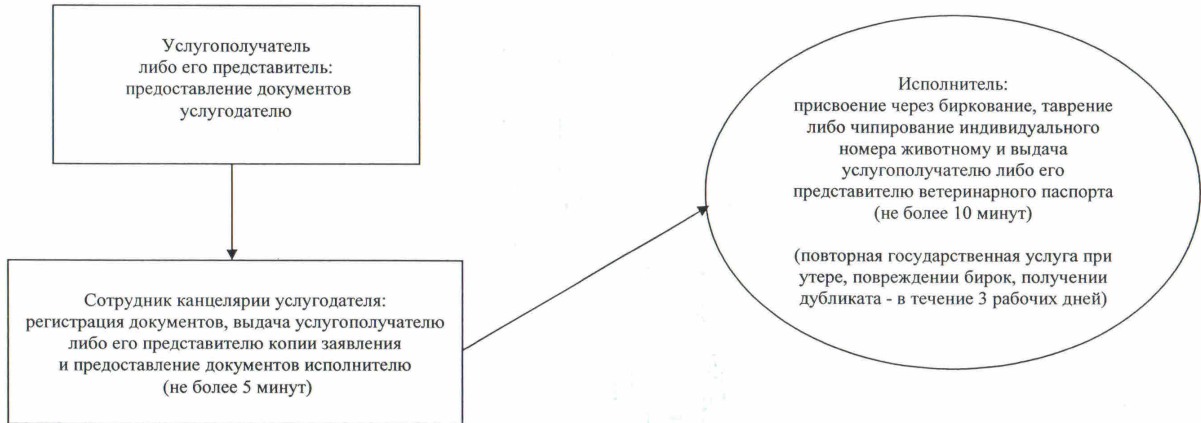 Услугополучатель
либо его представитель:
предоставление документов
услугодателю
Сотрудник канцелярии услугодателя:
регистрация документов, выдача услугополучателю
либо его представителю копии заявления
и предоставление документов исполнителю
(не более 5 минут)
Исполнитель:
присвоение через биркование, таврение
либо чипирование индивидуального
номера животному и выдача
услугополучателю либо его
представителю ветеринарного паспорта
(не более 10 минут)
(повторная государственная услуга при
утере, повреждении бирок, получении
дубликата - в течение 3 рабочих дней)